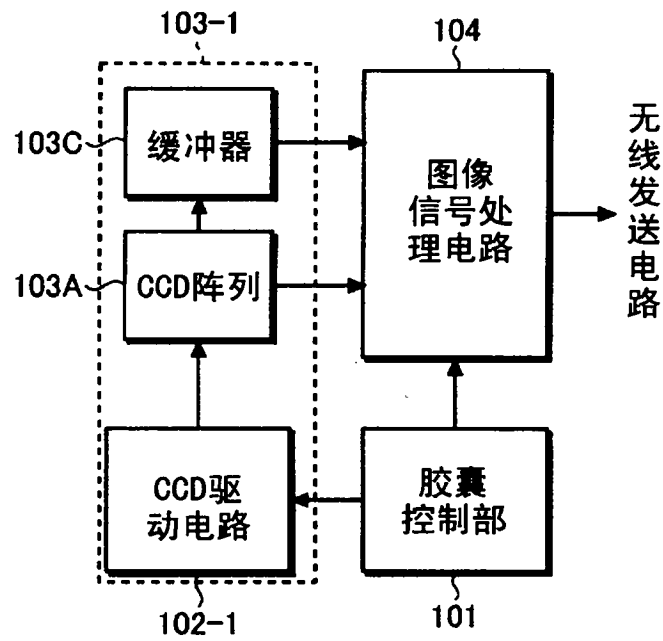 103-1
104
103C
缓冲器
图像
信号处
理电路
无线发送电路
103A
CCD阵列
CCD驱
动电路
胶囊
控制部
102-1
101